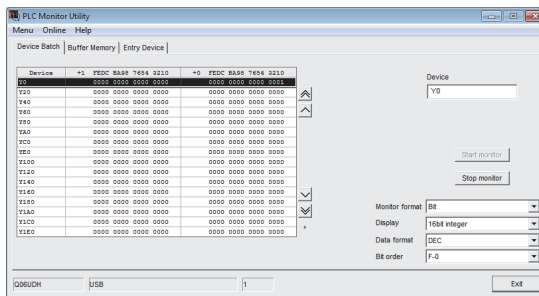 PLC Monitor Utility
Menu Online Help
Device Batch Buffer Memory Entry Device
Device +1 FEDC BA98 7654 3210 +0 FEDC BA98 7654 3210
Y0 0000 0000 0000 0000 0000 0000 0000 0001
Y20 0000 0000 0000 0000 0000 0000 0000 0000
Y40 0000 0000 0000 0000 0000 0000 0000 0000
Y60 0000 0000 0000 0000 0000 0000 0000 0000
Y80 0000 0000 0000 0000 0000 0000 0000 0000
YA0 0000 0000 0000 0000 0000 0000 0000 0000
YC0 0000 0000 0000 0000 0000 0000 0000 0000
YE0 0000 0000 0000 0000 0000 0000 0000 0000
Y100 0000 0000 0000 0000 0000 0000 0000 0000
Y120 0000 0000 0000 0000 0000 0000 0000 0000
Y140 0000 0000 0000 0000 0000 0000 0000 0000
Y160 0000 0000 0000 0000 0000 0000 0000 0000
Y180 0000 0000 0000 0000 0000 0000 0000 0000
Y1A0 0000 0000 0000 0000 0000 0000 0000 0000
Y1C0 0000 0000 0000 0000 0000 0000 0000 0000
Y1E0 0000 0000 0000 0000 0000 0000 0000 0000
*
Device
Y0
Start monitor
Stop monitor
Monitor format Bit
Display 16bit integer
Data format DEC
Bit order F-0
Q06UDH USB 1 Exit